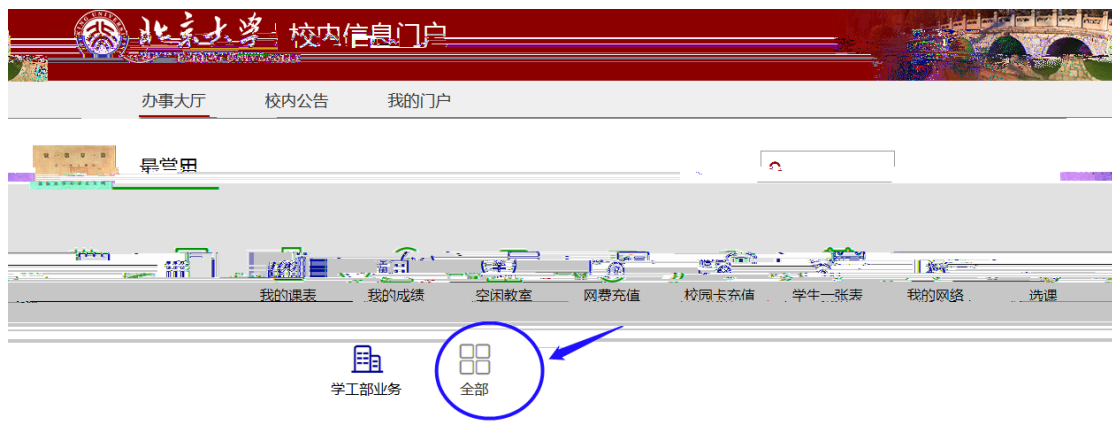 北京大学 校内信息门户
办事大厅 校内公告 我的门户
最常用
我的课表 我的成绩 空闲教室 网费充值 校园卡充值 学生一张表 我的网络 选课
学工部业务 全部